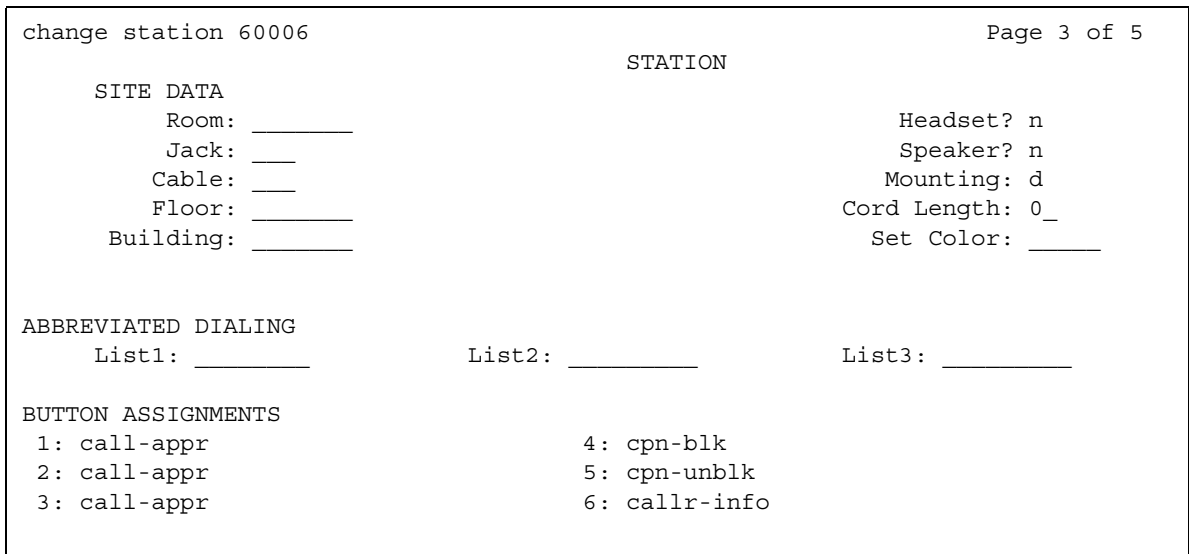 change station 60006 Page 3 of 5
STATION
SITE DATA
Room: _______ Headset? n
Jack: ___ Speaker? n
Cable: ___ Mounting: d
Floor: _______ Cord Length: 0_
Building: _______ Set Color: _____
ABBREVIATED DIALING
List1: ________ List2: _________ List3: _________
BUTTON ASSIGNMENTS
1: call-appr 4: cpn-blk
2: call-appr 5: cpn-unblk
3: call-appr 6: callr-info